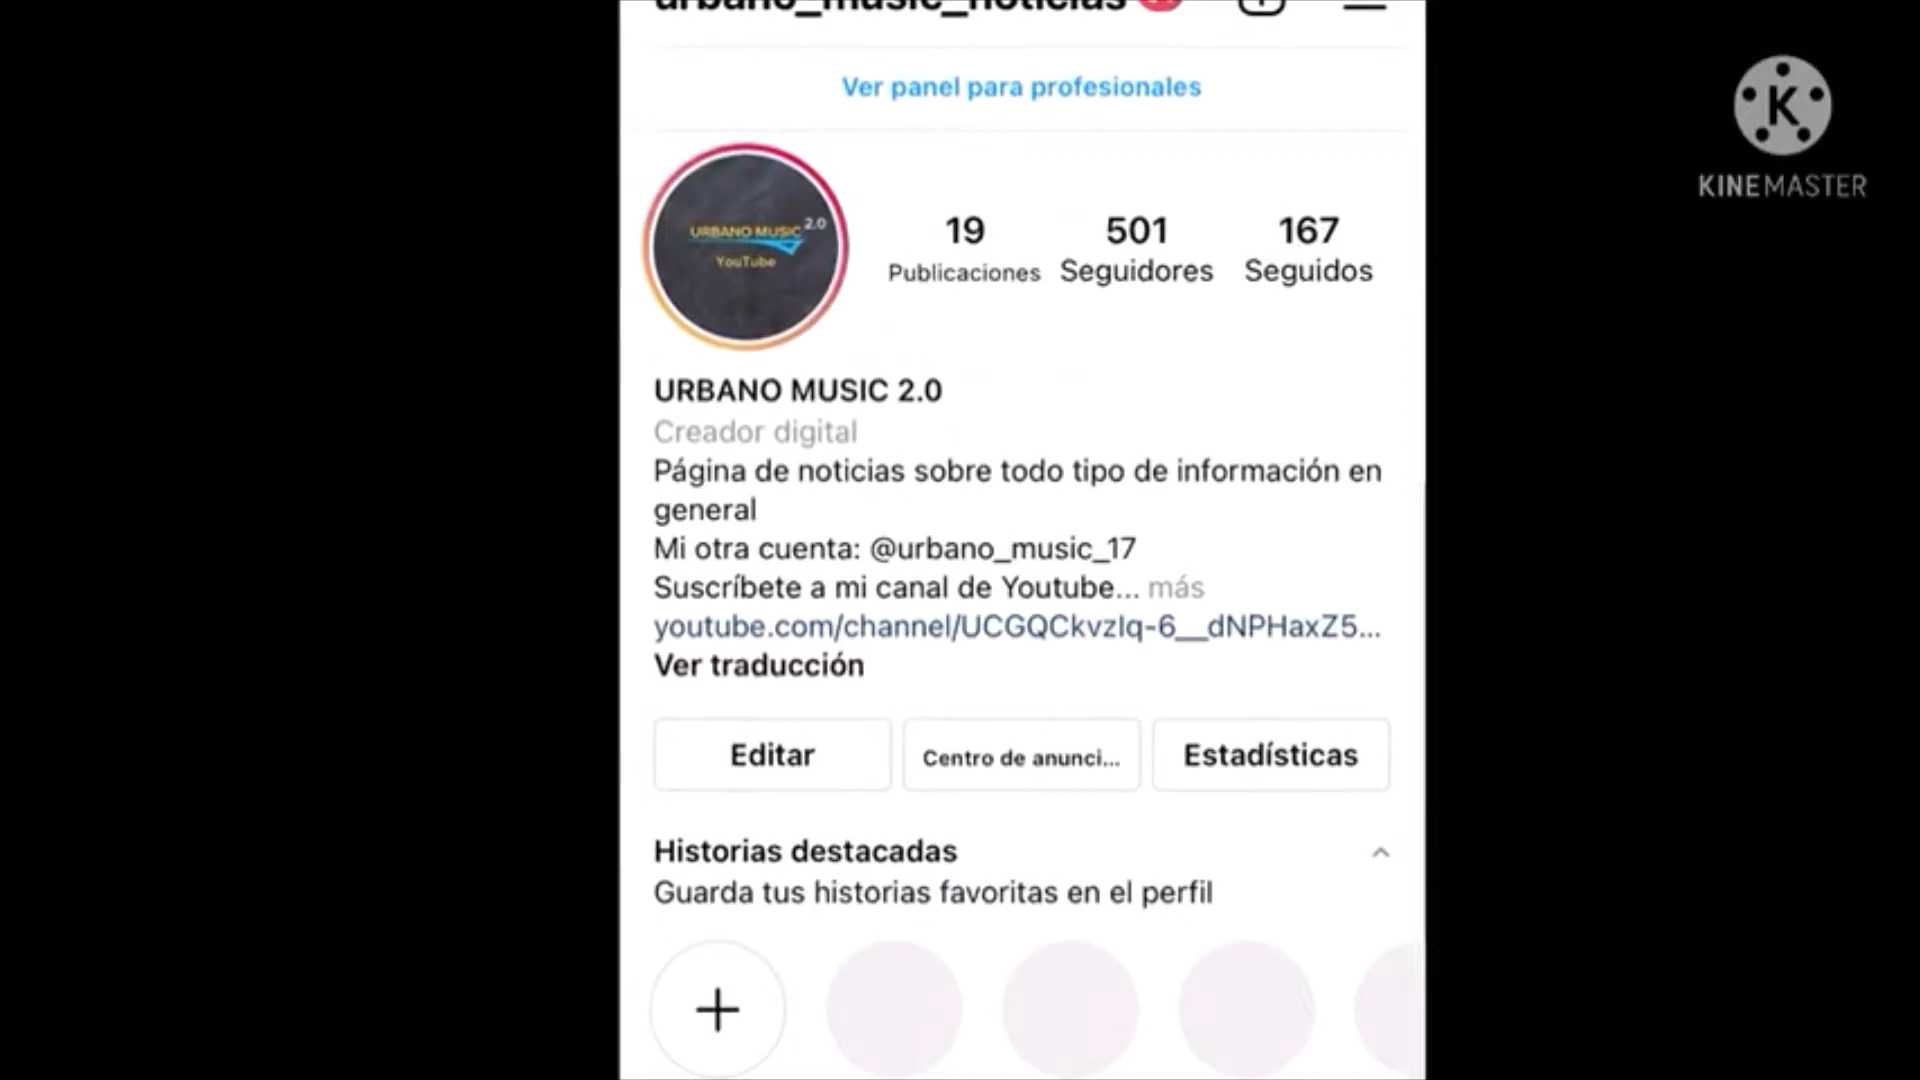 urbano_music_noticias
Ver panel para profesionales
K
KINEMASTER
URBANO MUSIC 2.0
YouTube
19 501 167
Publicaciones Seguidores Seguidos
URBANO MUSIC 2.0
Creador digital
Página de noticias sobre todo tipo de información en
general
Mi otra cuenta: @urbano_music_17
Suscríbete a mi canal de Youtube... más
youtube.com/channel/UCGQCkvzIq-6__dNPHaxZ5...
Ver traducción
Editar Centro de anunci... Estadísticas
Historias destacadas
Guarda tus historias favoritas en el perfil